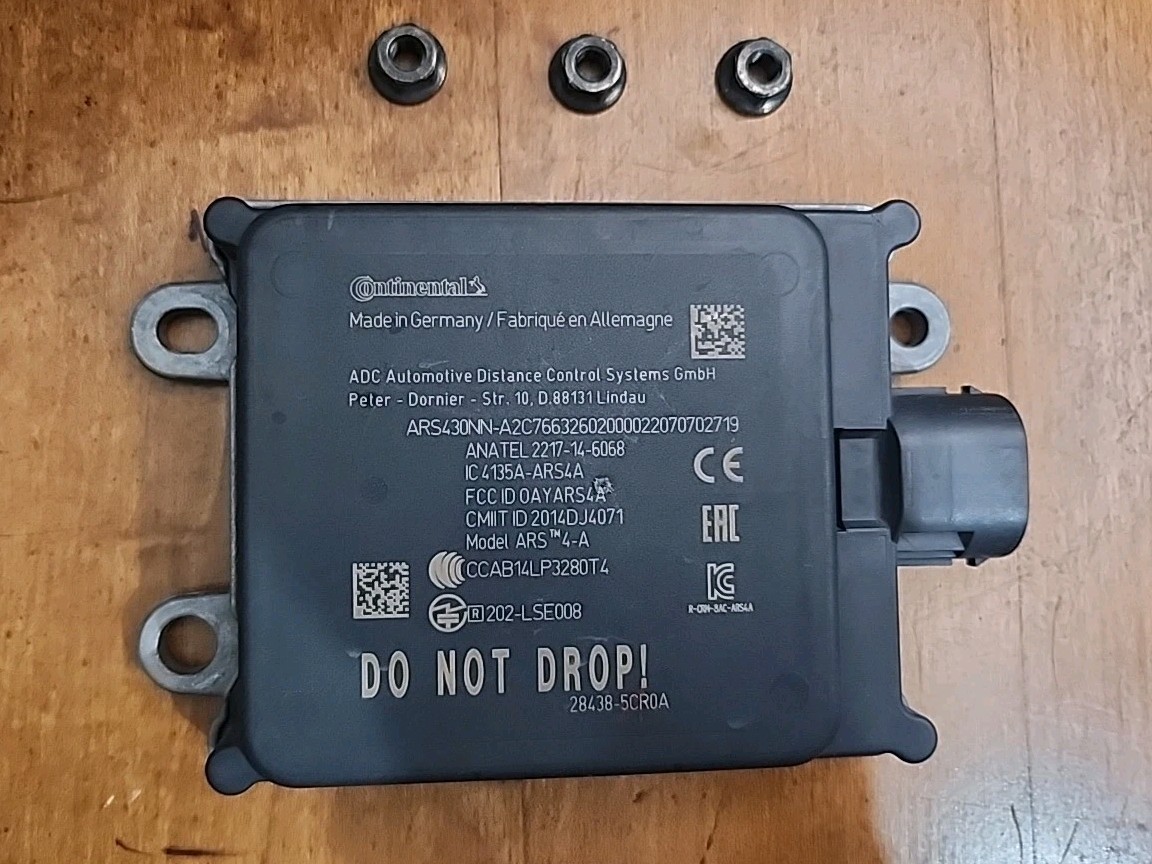 Continental
Made in Germany / Fabriqué en Allemagne
ADC Automotive Distance Control Systems GmbH
Peter - Dornier - Str. 10, D.88131 Lindau
ARS430NN-A2C76632602000022070702719
ANATEL 2217-14-6068
IC 4135A-ARS4A
FCC ID OAYARS4A
CMIIT ID 2014DJ4071
Model ARS™4-A
CCAB14LP3280T4
R 202-LSE008
CE
EAC
KC
R-CRM-8AC-ARS4A
DO NOT DROP!
28438-5CR0A